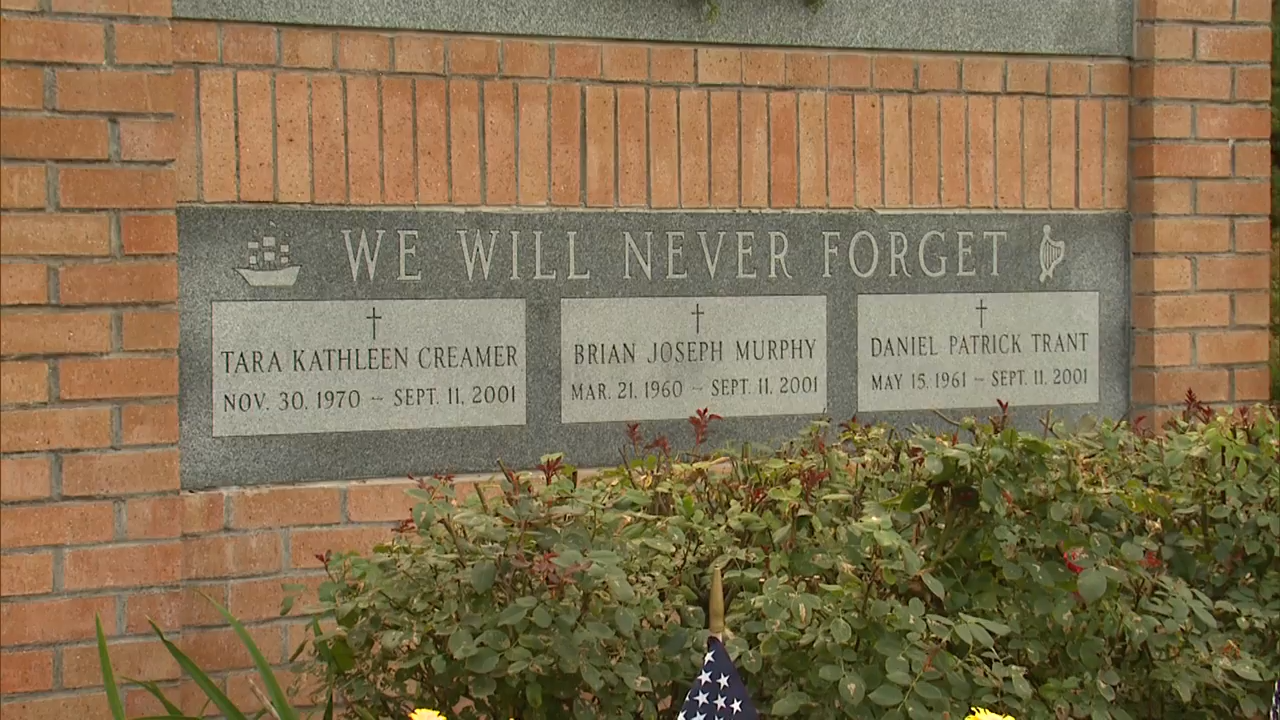 WE WILL NEVER FORGET
TARA KATHLEEN CREAMER
NOV. 30. 1970 ~ SEPT. 11, 2001
BRIAN JOSEPH MURPHY
MAR. 21. 1960 ~ SEPT. 11, 2001
DANIEL PATRICK TRANT
MAY 15. 1961 ~ SEPT. 11. 2001